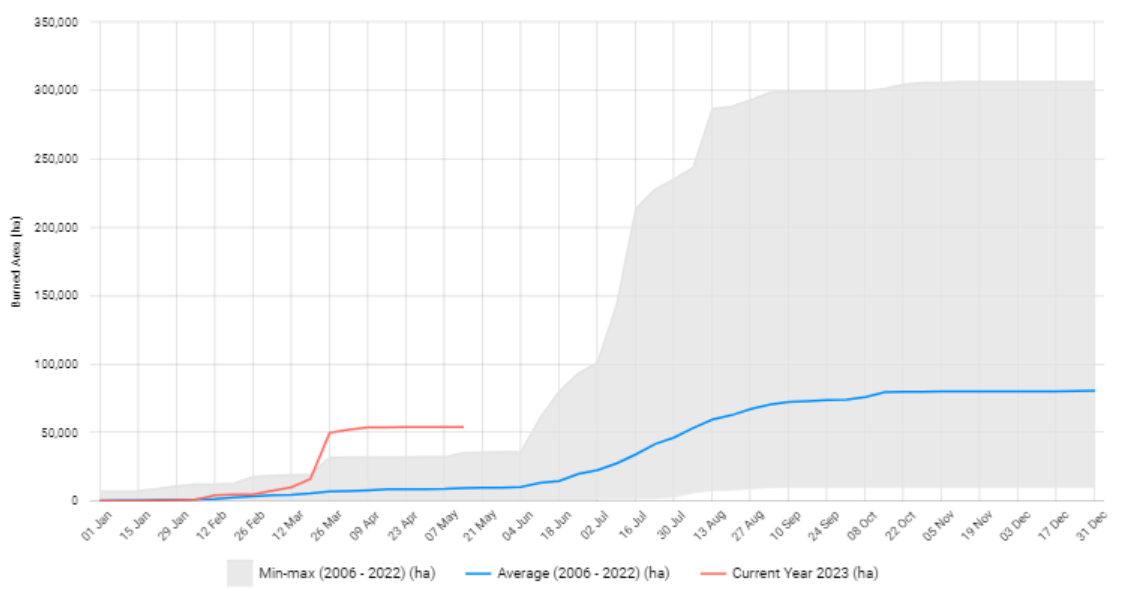 350,000
300,000
250,000
200,000
150,000
100,000
50,000
0
Burned Area (ha)
01 Jan
15 Jan
29 Jan
12 Feb
26 Feb
12 Mar
26 Mar
09 Apr
23 Apr
07 May
21 May
04 Jun
18 Jun
02 Jul
16 Jul
30 Jul
13 Aug
27 Aug
10 Sep
24 Sep
08 Oct
22 Oct
05 Nov
19 Nov
03 Dec
17 Dec
31 Dec
Min-max (2006 - 2022) (ha) Average (2006 - 2022) (ha) Current Year 2023 (ha)